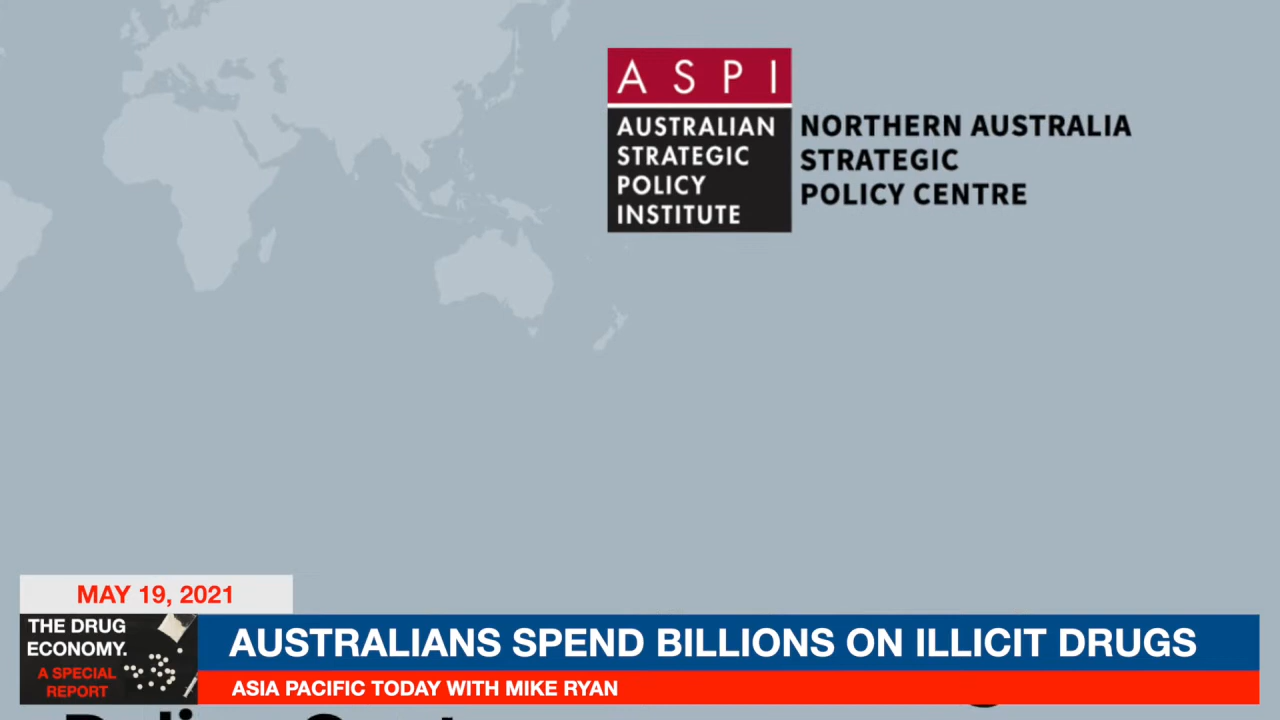 ASPI
AUSTRALIAN
STRATEGIC
POLICY
INSTITUTE
NORTHERN AUSTRALIA
STRATEGIC
POLICY CENTRE
MAY 19, 2021
THE DRUG
ECONOMY.
A SPECIAL
REPORT
AUSTRALIANS SPEND BILLIONS ON ILLICIT DRUGS
ASIA PACIFIC TODAY WITH MIKE RYAN